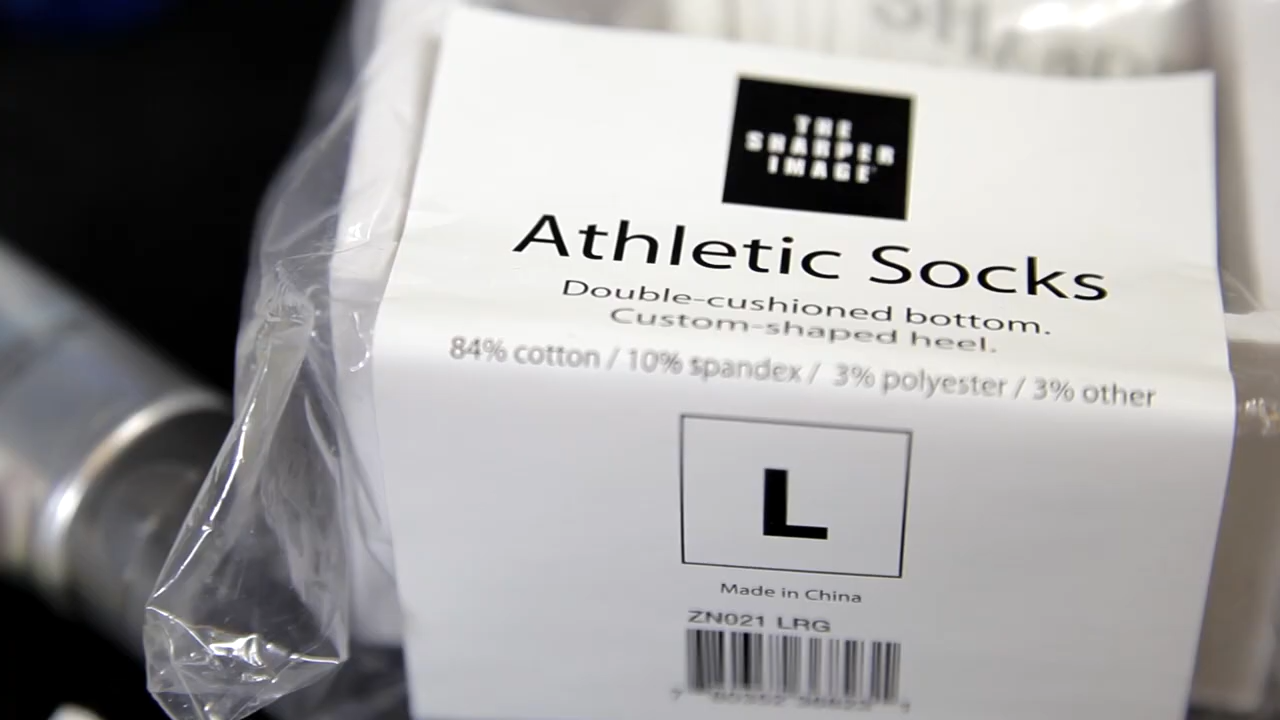 THE
SHARPER
IMAGE
Athletic Socks
Double-cushioned bottom.
Custom-shaped heel.
84% cotton / 10% spandex / 3% polyester / 3% other
L
Made in China
ZN021 LRG